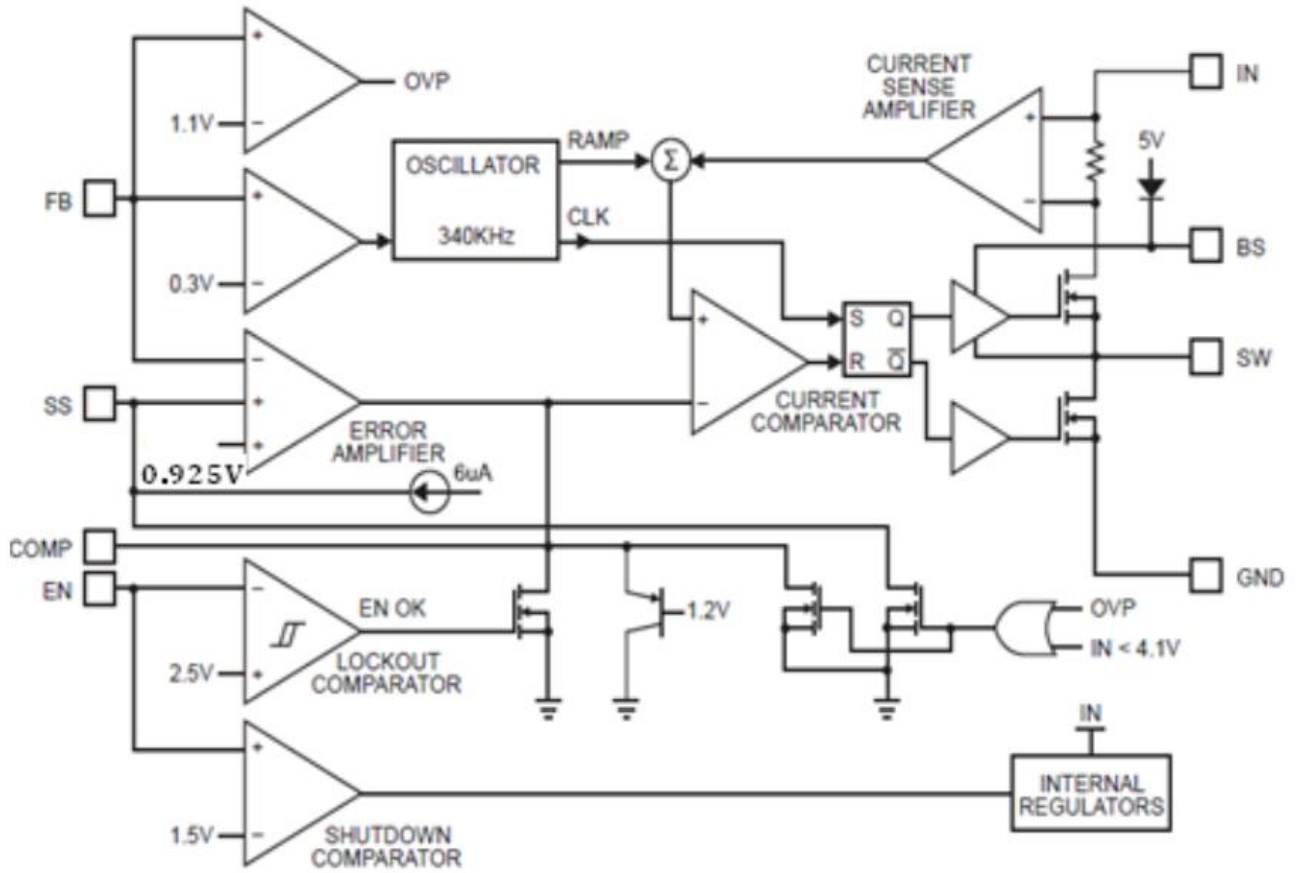 OVP
1.1V
FB
0.3V
OSCILLATOR
340KHz
RAMP
CLK
Σ
CURRENT
SENSE
AMPLIFIER
IN
5V
BS
SW
GND
S Q
R Q̅
CURRENT
COMPARATOR
SS
ERROR
AMPLIFIER
0.925V
6uA
COMP
EN
EN OK
LOCKOUT
COMPARATOR
2.5V
1.2V
OVP
IN < 4.1V
IN
INTERNAL
REGULATORS
1.5V
SHUTDOWN
COMPARATOR